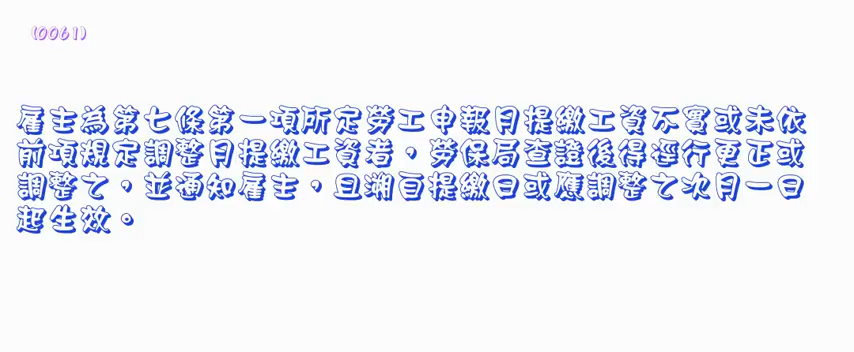 (0061)
雇主為第七條第一項所定勞工申報月提繳工資不實或未依
前項規定調整月提繳工資者，勞保局查證後得逕行更正或
調整之，並通知雇主，且溯自提繳日或應調整之次月一日
起生效。